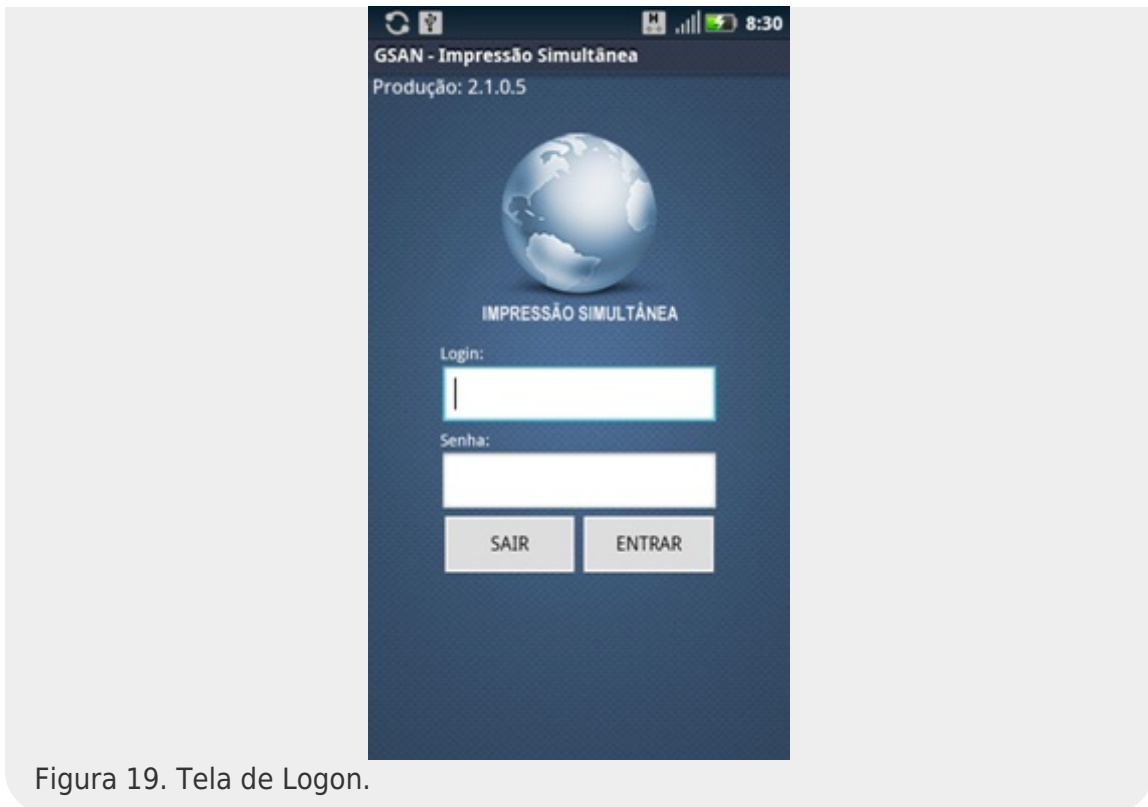 H 8:30
GSAN - Impressão Simultânea
Produção: 2.1.0.5
IMPRESSÃO SIMULTÂNEA
Login:
Senha:
SAIR ENTRAR
Figura 19. Tela de Logon.